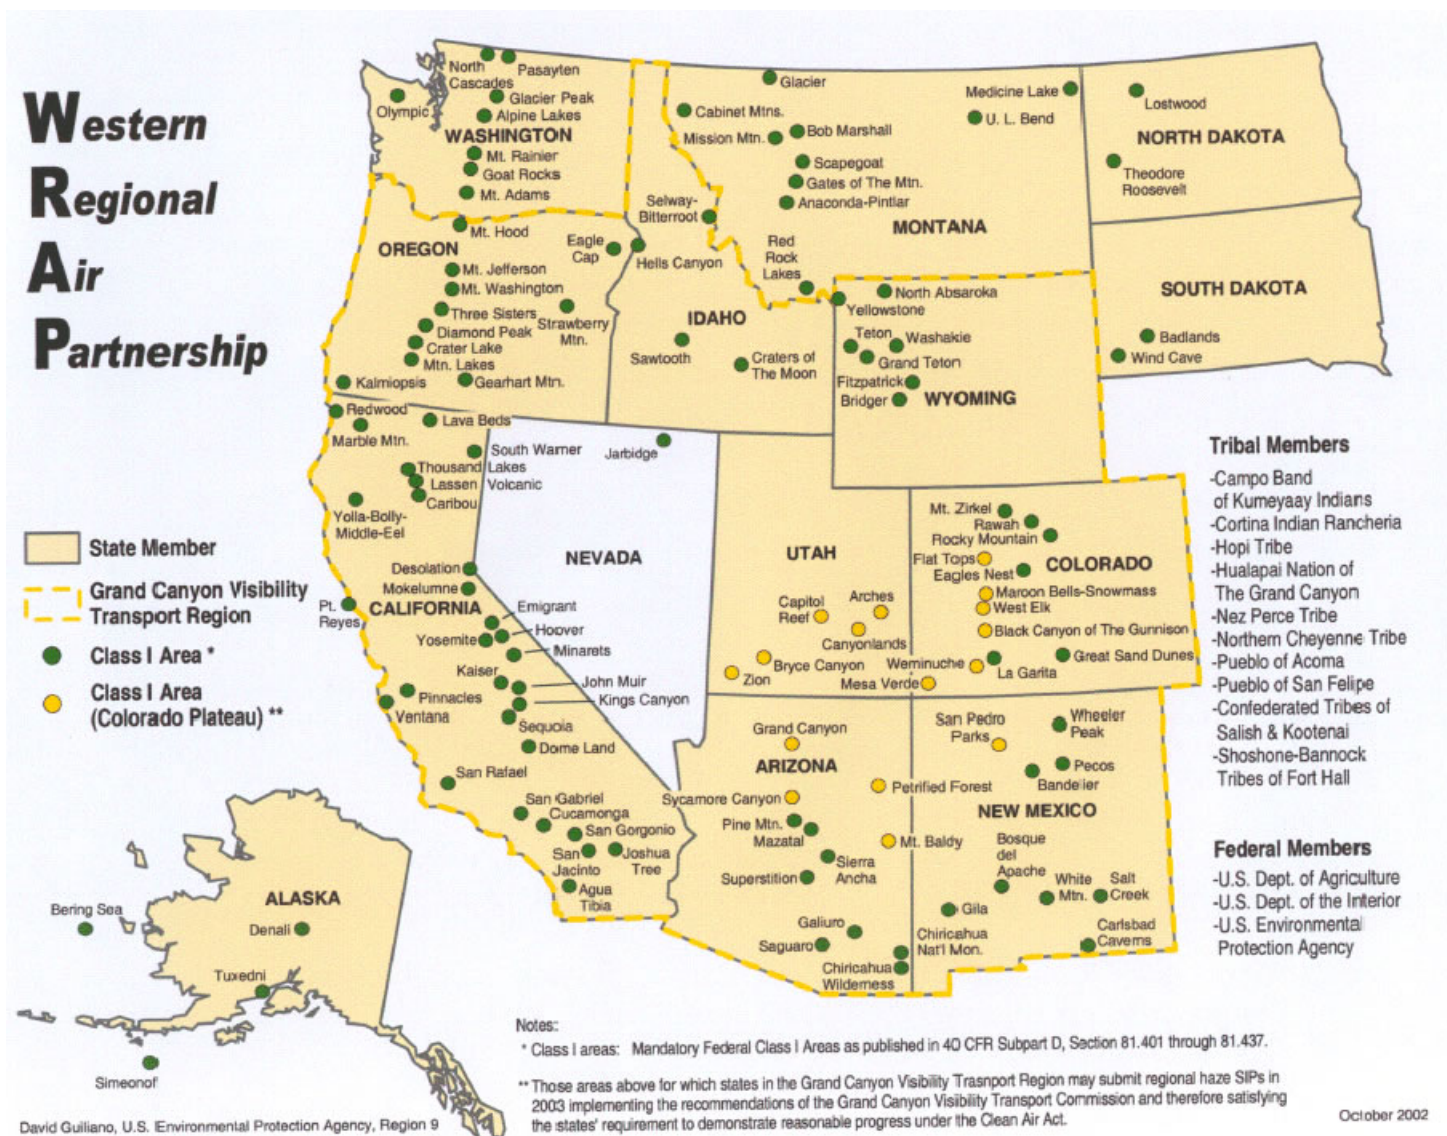 Western
Regional
Air
Partnership
State Member
Grand Canyon Visibility
Transport Region
Class I Area *
Class I Area
(Colorado Plateau) **
North
Cascades
Pasayten
Olympic
Glacier Peak
Alpine Lakes
WASHINGTON
Mt. Rainier
Goat Rocks
Mt. Adams
Glacier
Cabinet Mtns.
Mission Mtn.
Bob Marshall
Scapegoat
Gates of The Mtn.
Anaconda-Pintlar
Medicine Lake
U. L. Bend
MONTANA
Selway-
Bitterroot
Red
Rock
Lakes
Lostwood
NORTH DAKOTA
Theodore
Roosevelt
SOUTH DAKOTA
Badlands
Wind Cave
Mt. Hood
OREGON
Eagle
Cap
Hells Canyon
Mt. Jefferson
Mt. Washington
Three Sisters
Strawberry
Mtn.
Diamond Peak
Crater Lake
Mtn. Lakes
Kalmiopsis
Gearhart Mtn.
IDAHO
Sawtooth
Craters of
The Moon
North Absaroka
Yellowstone
Teton
Washakie
Grand Teton
Fitzpatrick
Bridger
WYOMING
Redwood
Marble Mtn.
Lava Beds
South Warner
Thousand Lakes
Lassen Volcanic
Caribou
Yolla-Bolly-
Middle-Eel
Jarbidge
NEVADA
Desolation
Mokelumne
CALIFORNIA
Pt.
Reyes
Emigrant
Hoover
Yosemite
Minarets
Kaiser
John Muir
Kings Canyon
Pinnacles
Ventana
Sequoia
Dome Land
San Rafael
San Gabriel
Cucamonga
San Gorgonio
San
Jacinto
Joshua
Tree
Agua
Tibia
UTAH
Capitol
Reef
Arches
Canyonlands
Bryce Canyon
Zion
Mt. Zirkel
Rawah
Rocky Mountain
Flat Tops
Eagles Nest
COLORADO
Maroon Bells-Snowmass
West Elk
Black Canyon of The Gunnison
Weminuche
La Garita
Great Sand Dunes
Mesa Verde
Grand Canyon
ARIZONA
Petrified Forest
Sycamore Canyon
Pine Mtn.
Mazatal
Mt. Baldy
Sierra
Ancha
Superstition
Galiuro
Saguaro
Chiricahua
Nat'l Mon.
Chiricahua
Wilderness
San Pedro
Parks
Wheeler
Peak
Pecos
Bandelier
NEW MEXICO
Bosque
del
Apache
White
Mtn.
Salt
Creek
Gila
Carlsbad
Caverns
Tribal Members
-Campo Band
of Kumeyaay Indians
-Cortina Indian Rancheria
-Hopi Tribe
-Hualapai Nation of
The Grand Canyon
-Nez Perce Tribe
-Northern Cheyenne Tribe
-Pueblo of Acoma
-Pueblo of San Felipe
-Confederated Tribes of
Salish & Kootenai
-Shoshone-Bannock
Tribes of Fort Hall
Federal Members
-U.S. Dept. of Agriculture
-U.S. Dept. of the Interior
-U.S. Environmental
Protection Agency
ALASKA
Bering Sea
Denali
Tuxedni
Simeonof
Notes:
* Class I areas: Mandatory Federal Class I Areas as published in 40 CFR Subpart D, Section 81.401 through 81.437.
** Those areas above for which states in the Grand Canyon Visibility Trasnport Region may submit regional haze SIPs in
2003 implementing the recommendations of the Grand Canyon Visibility Transport Commission and therefore satisfying
the states' requirement to demonstrate reasonable progress under the Clean Air Act.
David Guiliano, U.S. Environmental Protection Agency, Region 9
October 2002